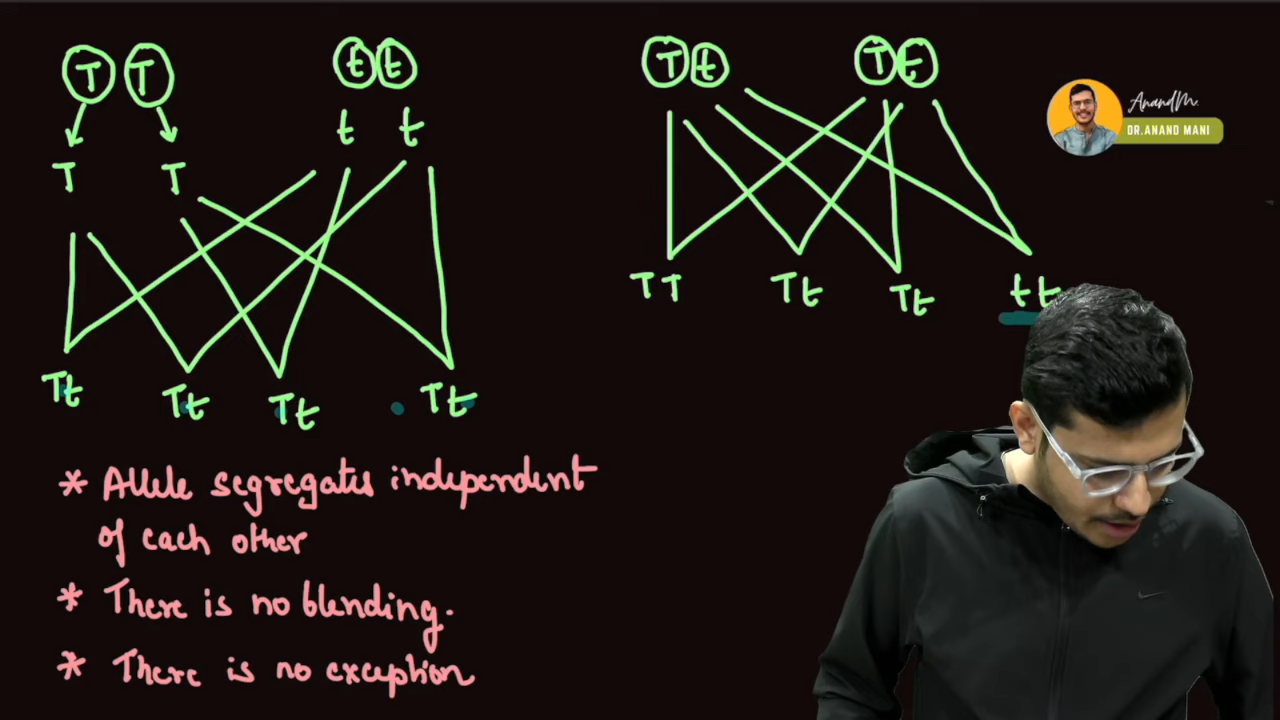 T T
t t
t t
T T
Tt Tt Tt Tt
T t T t
TT Tt Tt tt
AnandM.
DR.ANAND MANI
* Allele segregates independent
of each other
* There is no blending.
* There is no exception